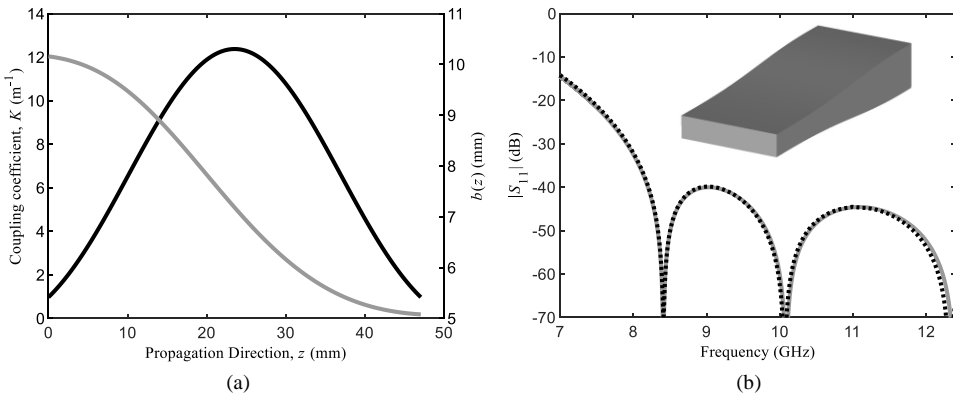 14
12
10
8
6
4
2
0
Coupling coefficient, K (m⁻¹)
11
10
9
8
7
6
5
b(z) (mm)
0 10 20 30 40 50
Propagation Direction, z (mm)
(a)
0
-10
-20
-30
-40
-50
-60
-70
|S₁₁| (dB)
7 8 9 10 11 12
Frequency (GHz)
(b)